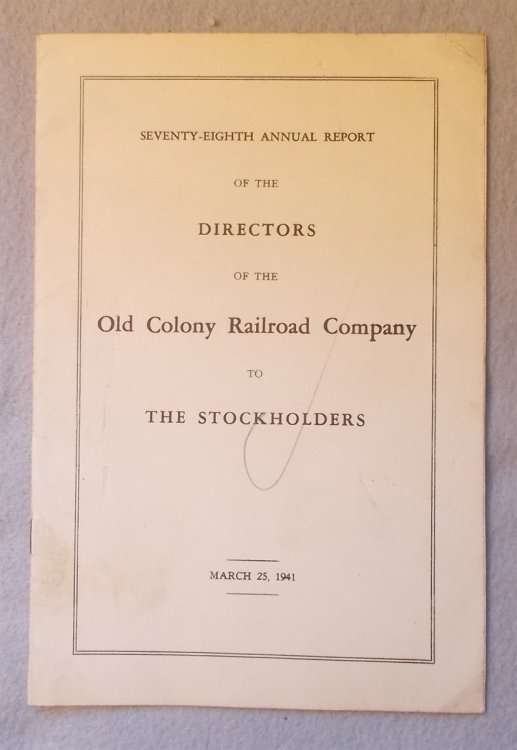 SEVENTY-EIGHTH ANNUAL REPORT
OF THE
DIRECTORS
OF THE
Old Colony Railroad Company
TO
THE STOCKHOLDERS
MARCH 25, 1941